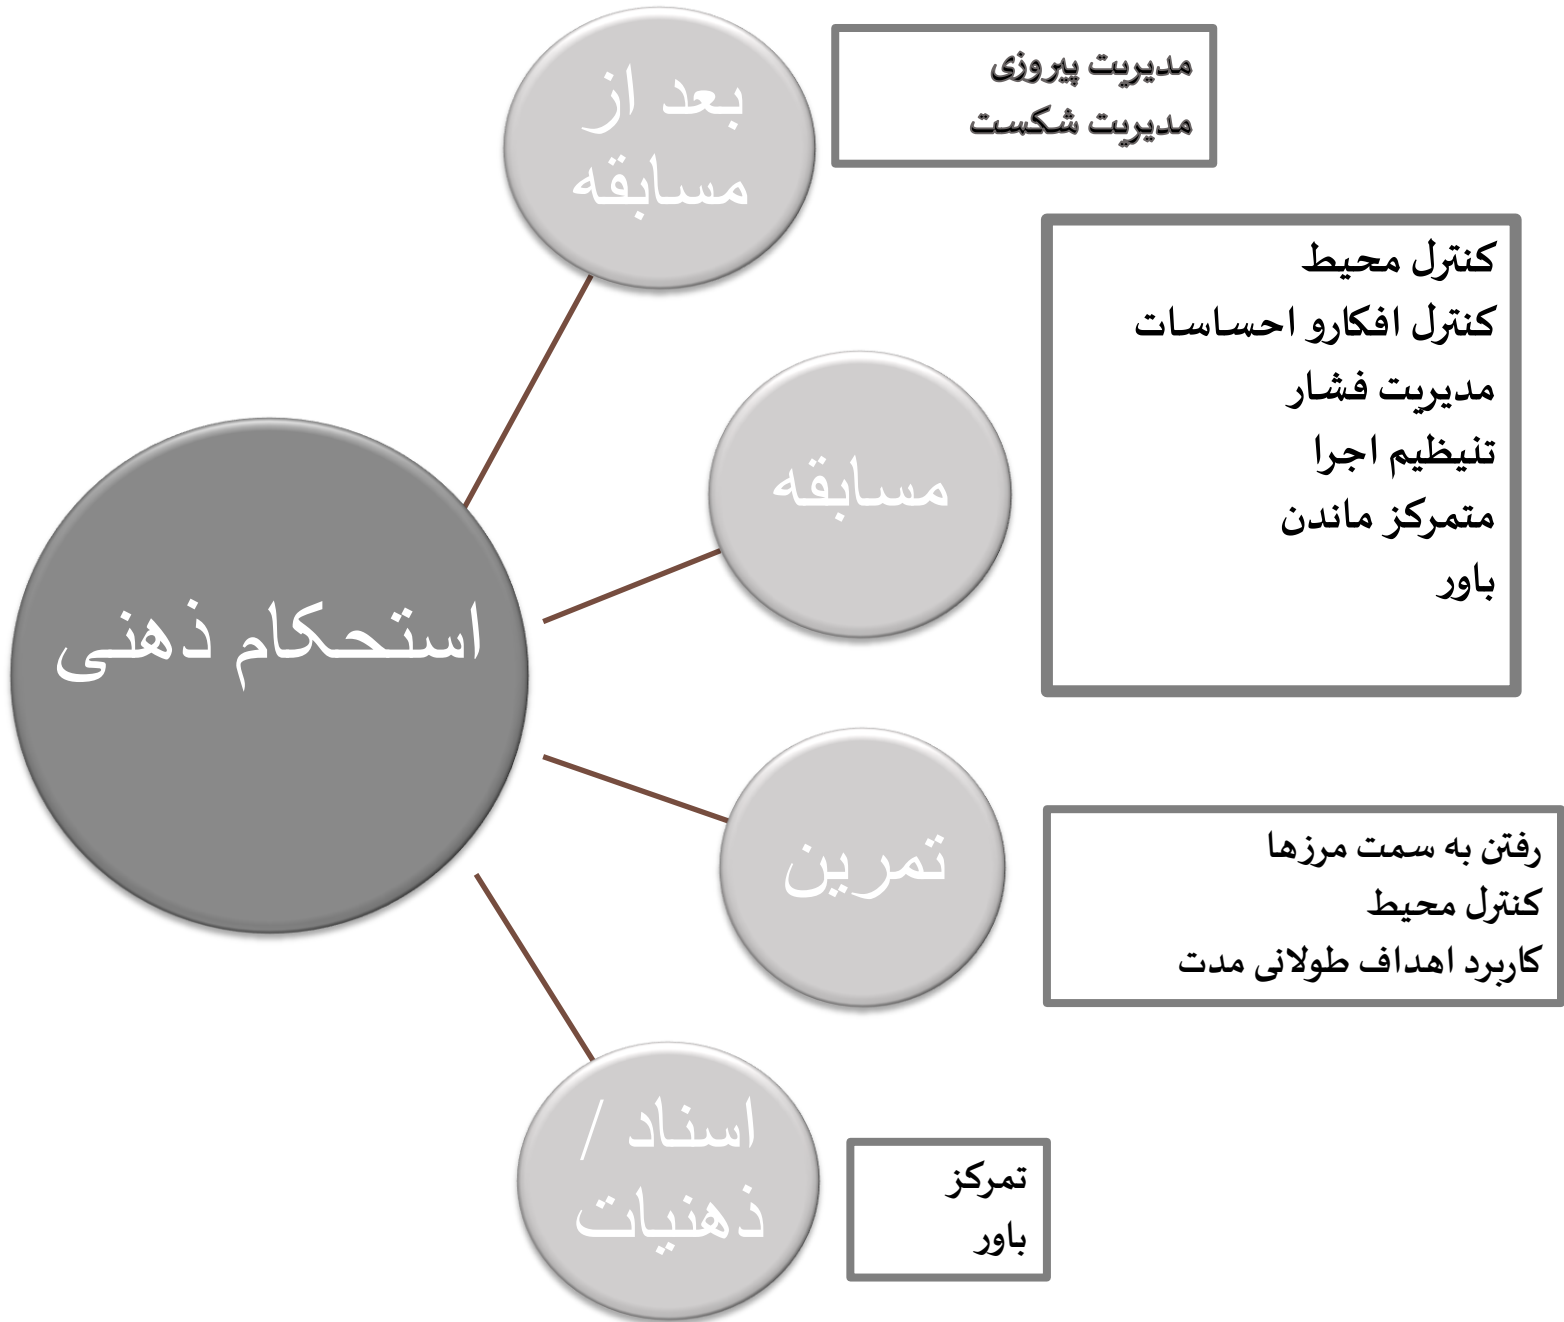 بعد از
مسابقه
مدیریت پیروزی
مدیریت شکست
مسابقه
کنترل محیط
کنترل افکارو احساسات
مدیریت فشار
تنیظیم اجرا
متمرکز ماندن
باور
استحکام ذهنی
تمرین
رفتن به سمت مرزها
کنترل محیط
کاربرد اهداف طولانی مدت
اسناد /
ذهنیات
تمرکز
باور